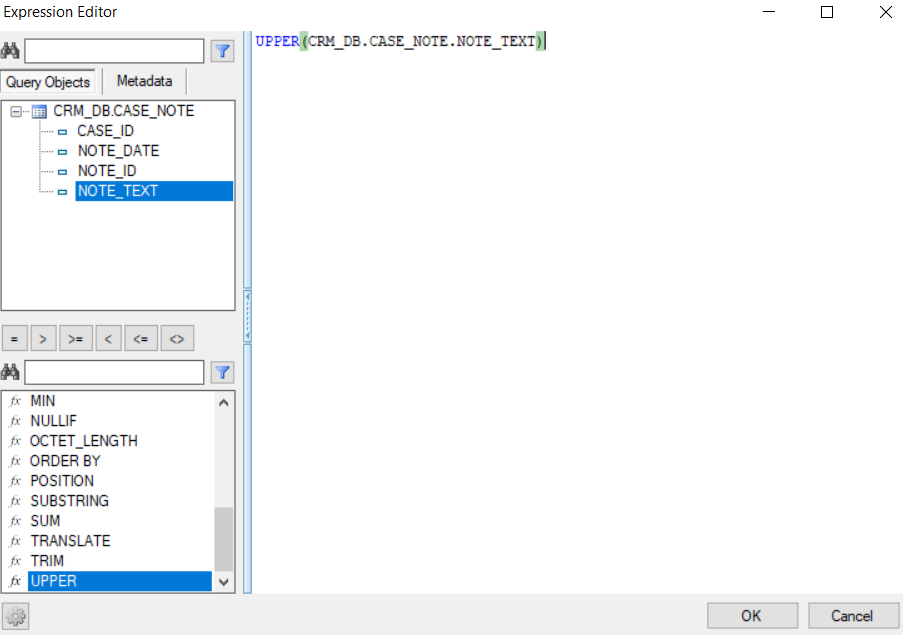 Expression Editor
Query Objects Metadata
CRM_DB.CASE_NOTE
CASE_ID
NOTE_DATE
NOTE_ID
NOTE_TEXT
= > >= < <= <>
fx MIN
fx NULLIF
fx OCTET_LENGTH
fx ORDER BY
fx POSITION
fx SUBSTRING
fx SUM
fx TRANSLATE
fx TRIM
fx UPPER
UPPER(CRM_DB.CASE_NOTE.NOTE_TEXT)
OK Cancel